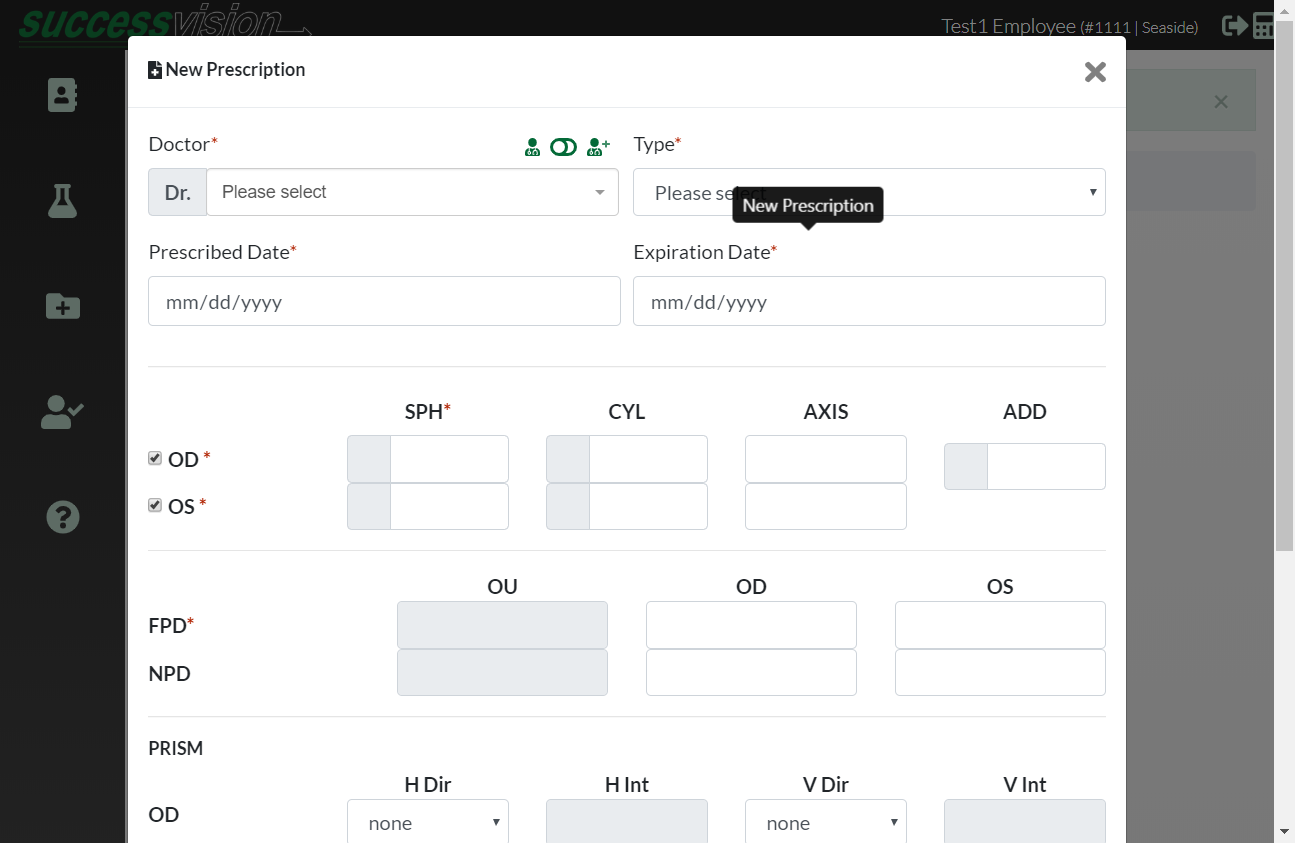 successvision
Test1 Employee (#1111 | Seaside)
New Prescription
Doctor*
Type*
Dr. Please select
Please select
New Prescription
Prescribed Date*
Expiration Date*
mm/dd/yyyy
mm/dd/yyyy
SPH* CYL AXIS ADD
OD *
OS *
OU OD OS
FPD*
NPD
PRISM
H Dir H Int V Dir V Int
OD
none none